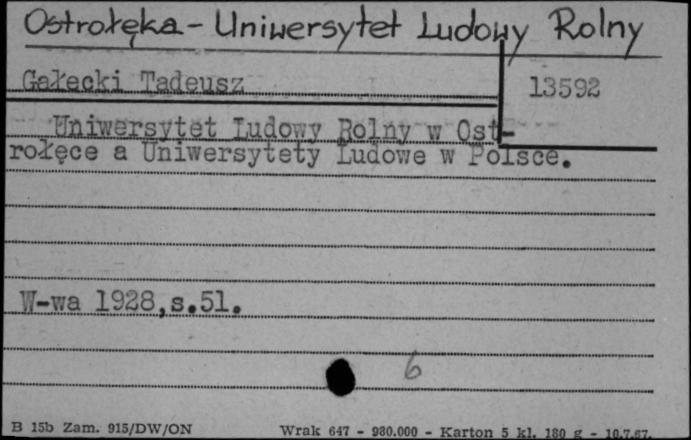 Ostrołęka - Uniwersytet Ludowy Rolny
Gałecki Tadeusz
13592
Uniwersytet Ludowy Rolny w Ost-
rołęce a Uniwersytety Ludowe w Polsce.
W-wa 1928,s.51.
6
B 15b Zam. 915/DW/ON
Wrak 647 - 980.000 - Karton 5 kl. 180 g - 10.7.67.